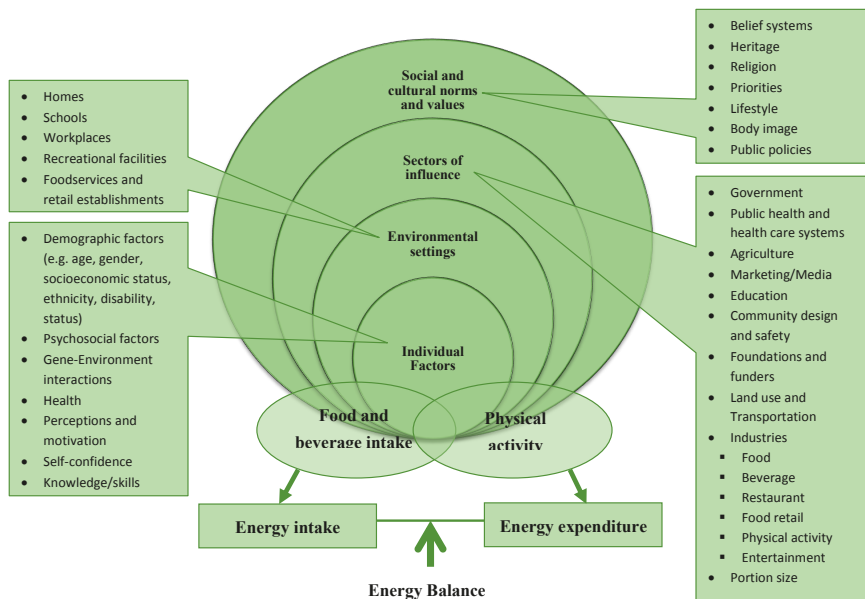 Social and
cultural norms
and values
Sectors of
influence
Environmental
settings
Individual
Factors
Homes
Schools
Workplaces
Recreational facilities
Foodservices and
retail establishments
Demographic factors
(e.g. age, gender,
socioeconomic status,
ethnicity, disability,
status)
Psychosocial factors
Gene-Environment
interactions
Health
Perceptions and
motivation
Self-confidence
Knowledge/skills
Belief systems
Heritage
Religion
Priorities
Lifestyle
Body image
Public policies
Government
Public health and
health care systems
Agriculture
Marketing/Media
Education
Community design
and safety
Foundations and
funders
Land use and
Transportation
Industries
Food
Beverage
Restaurant
Food retail
Physical activity
Entertainment
Portion size
Food and
beverage intake
Physical
activity
Energy intake
Energy expenditure
Energy Balance